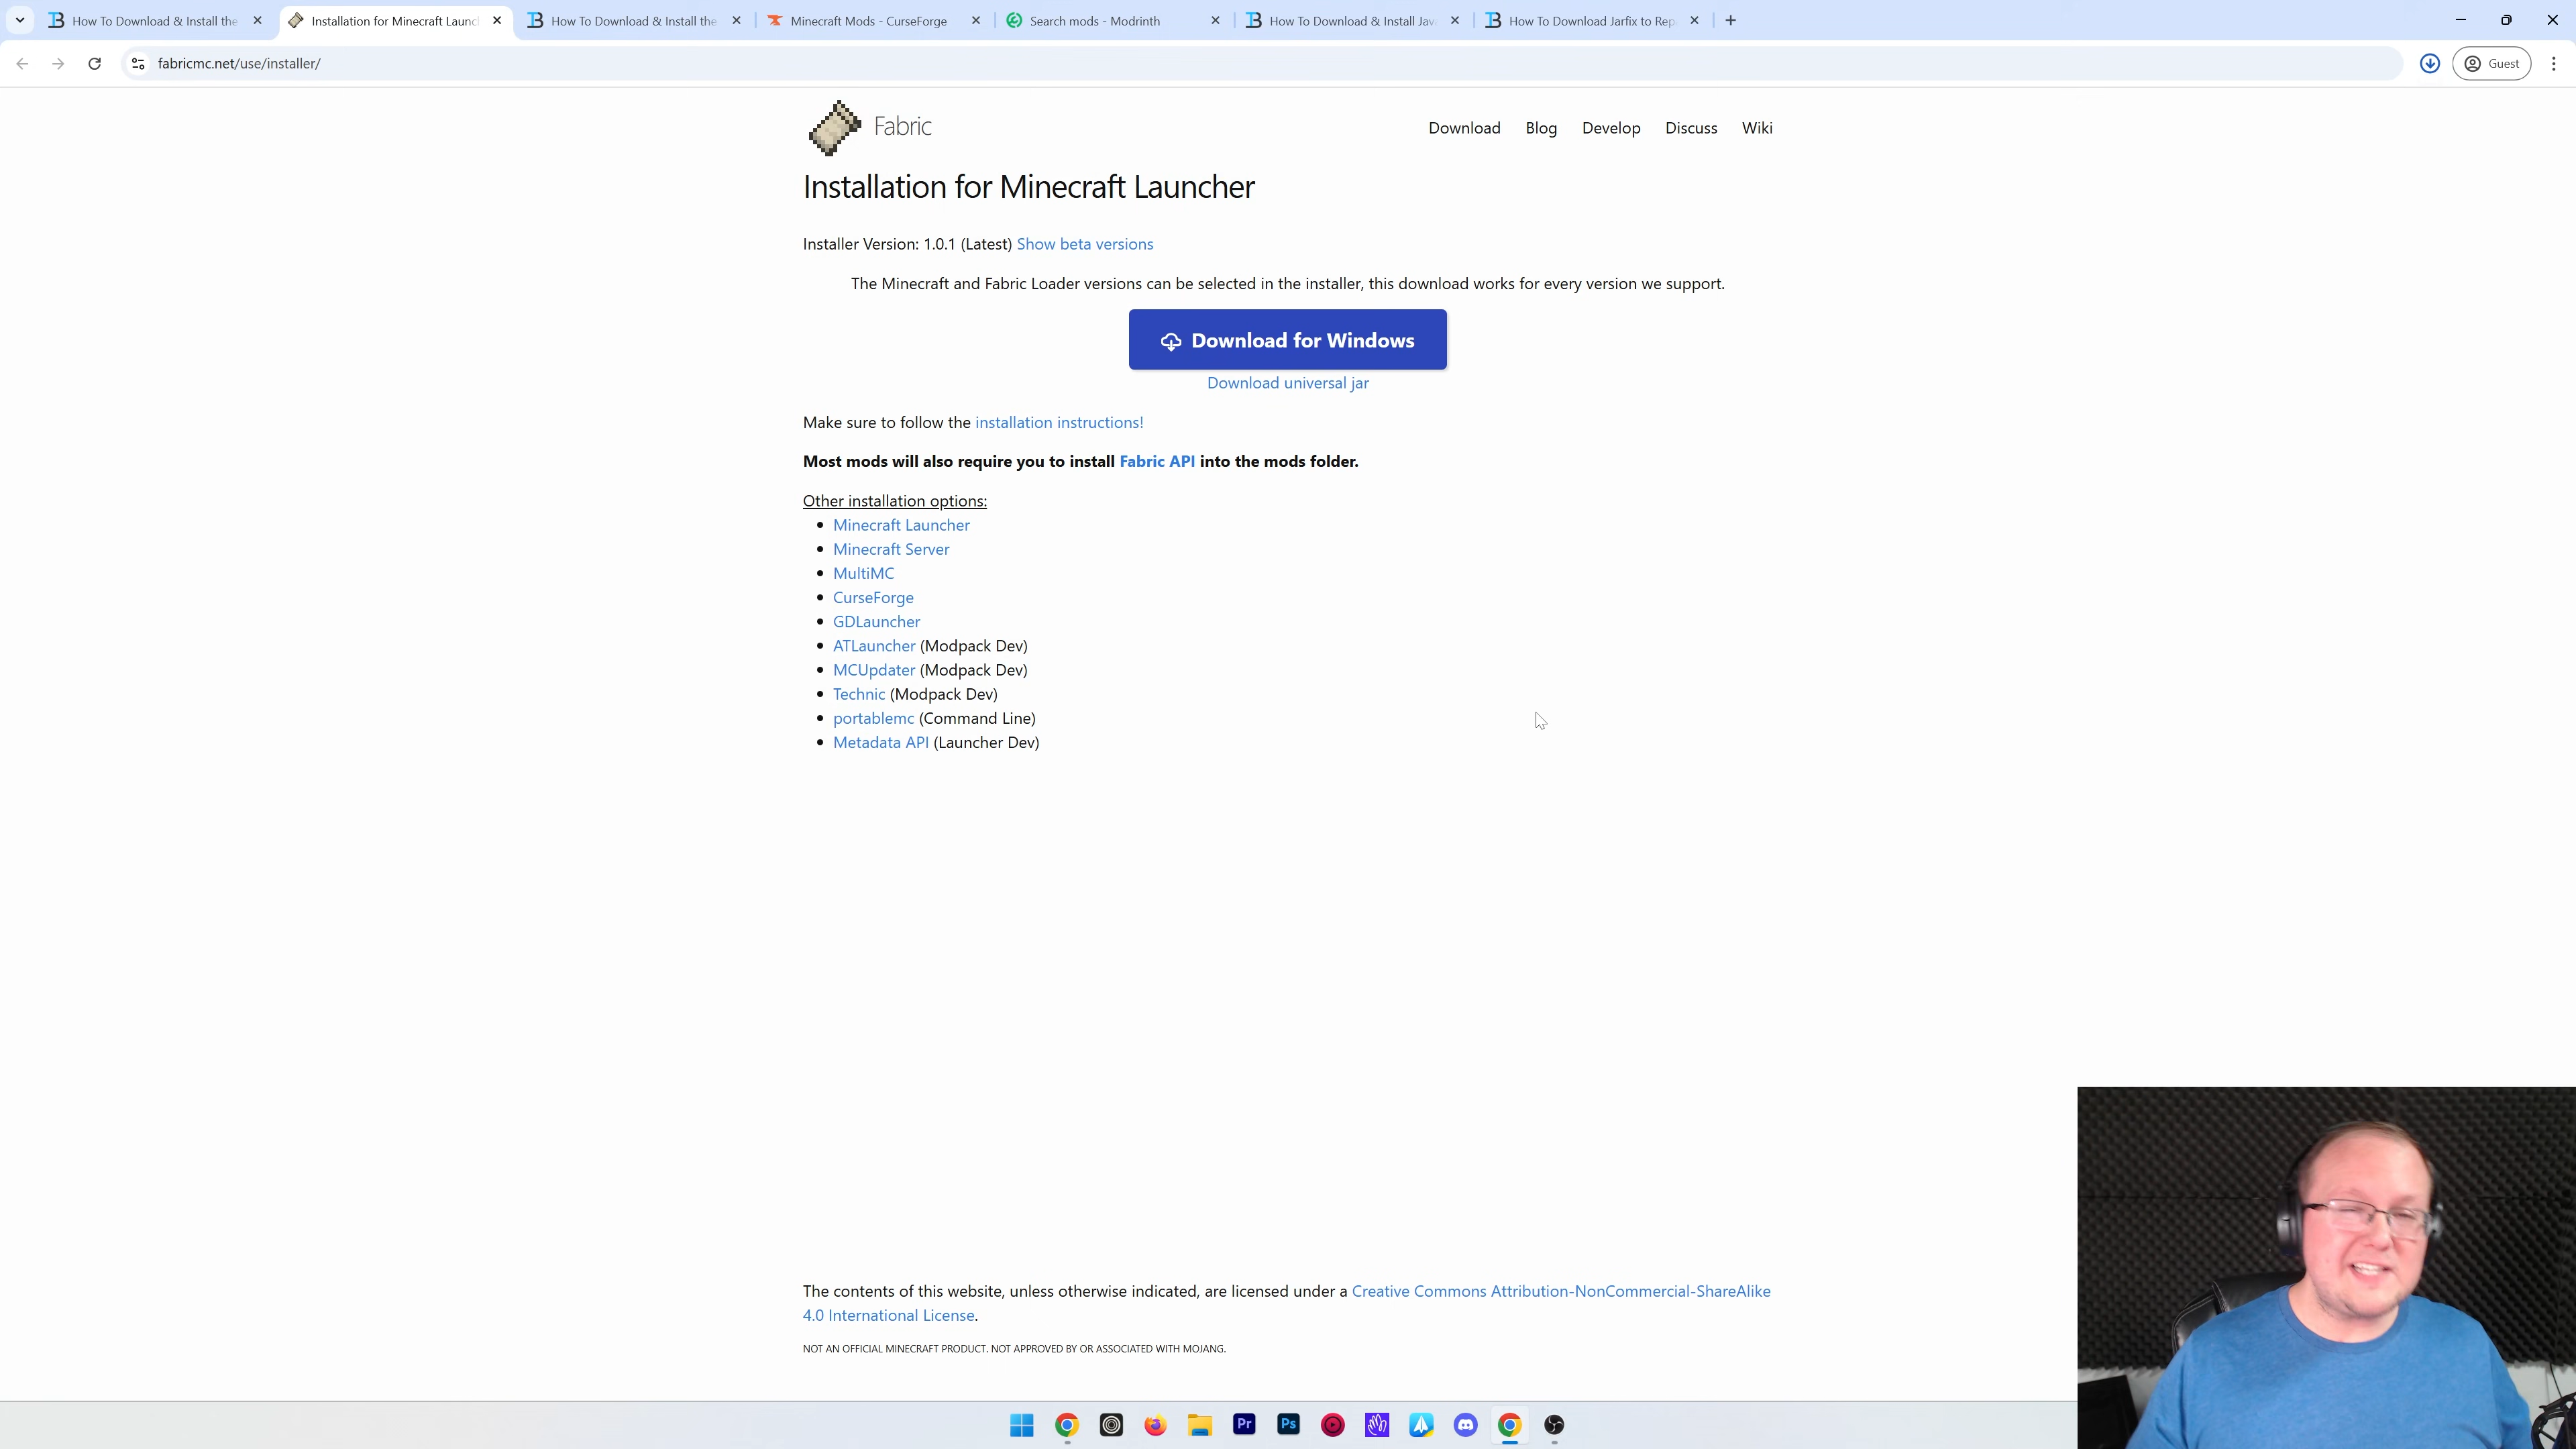 How To Download & Install the
Installation for Minecraft Launc
How To Download & Install the
Minecraft Mods - CurseForge
Search mods - Modrinth
How To Download & Install Jav
How To Download Jarfix to Rep
fabricmc.net/use/installer/
Guest
Fabric
Download
Blog
Develop
Discuss
Wiki
Installation for Minecraft Launcher
Installer Version: 1.0.1 (Latest) Show beta versions
The Minecraft and Fabric Loader versions can be selected in the installer, this download works for every version we support.
Download for Windows
Download universal jar
Make sure to follow the installation instructions!
Most mods will also require you to install Fabric API into the mods folder.
Other installation options:
Minecraft Launcher
Minecraft Server
MultiMC
CurseForge
GDLauncher
ATLauncher (Modpack Dev)
MCUpdater (Modpack Dev)
Technic (Modpack Dev)
portablemc (Command Line)
Metadata API (Launcher Dev)
The contents of this website, unless otherwise indicated, are licensed under a Creative Commons Attribution-NonCommercial-ShareAlike
4.0 International License.
NOT AN OFFICIAL MINECRAFT PRODUCT. NOT APPROVED BY OR ASSOCIATED WITH MOJANG.
Pr
Ps